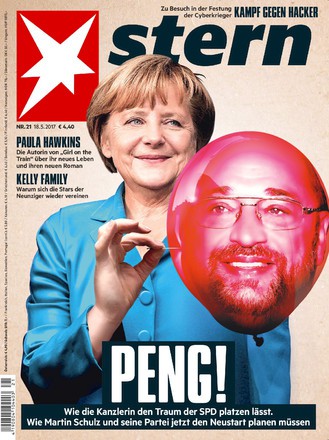 Zu Besuch in der Festung
der Cyberkrieger KAMPF GEGEN HACKER
stern
NR. 21 18.5.2017 € 4,40
PAULA HAWKINS
Die Autorin von „Girl on the
Train“ über ihr neues Leben
und ihren neuen Roman
KELLY FAMILY
Warum sich die Stars der
Neunziger wieder vereinen
PENG!
Wie die Kanzlerin den Traum der SPD platzen lässt.
Wie Martin Schulz und seine Partei jetzt den Neustart planen müssen